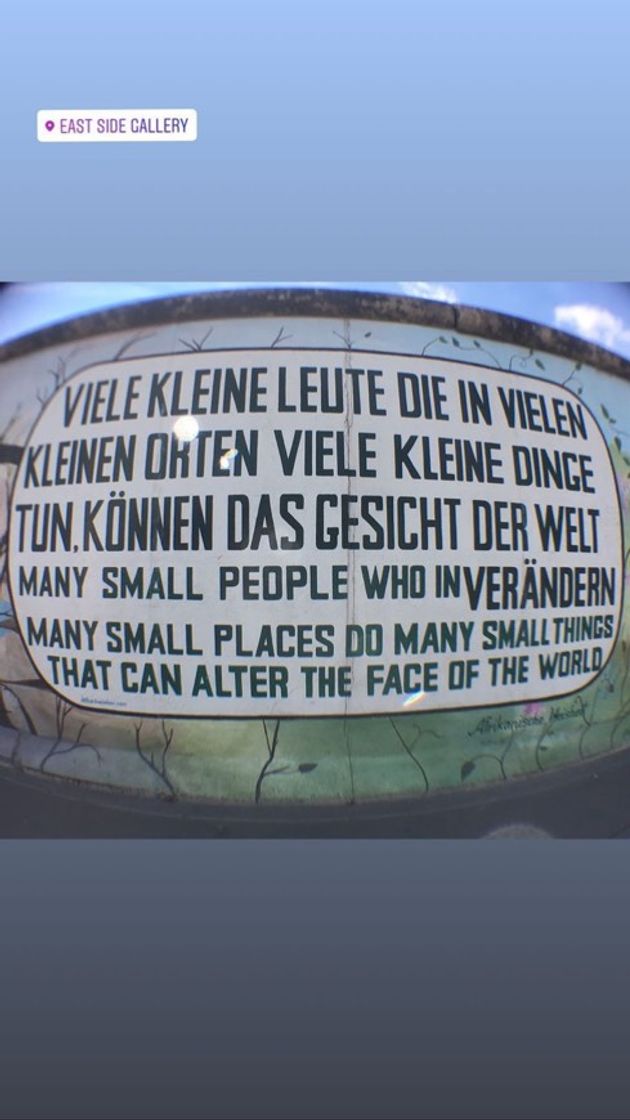 EAST SIDE GALLERY
VIELE KLEINE LEUTE DIE IN VIELEN
KLEINEN ORTEN VIELE KLEINE DINGE
TUN, KÖNNEN DAS GESICHT DER WELT
MANY SMALL PEOPLE WHO IN VERÄNDERN
MANY SMALL PLACES DO MANY SMALL THINGS
THAT CAN ALTER THE FACE OF THE WORLD
Afrikanische Weisheit